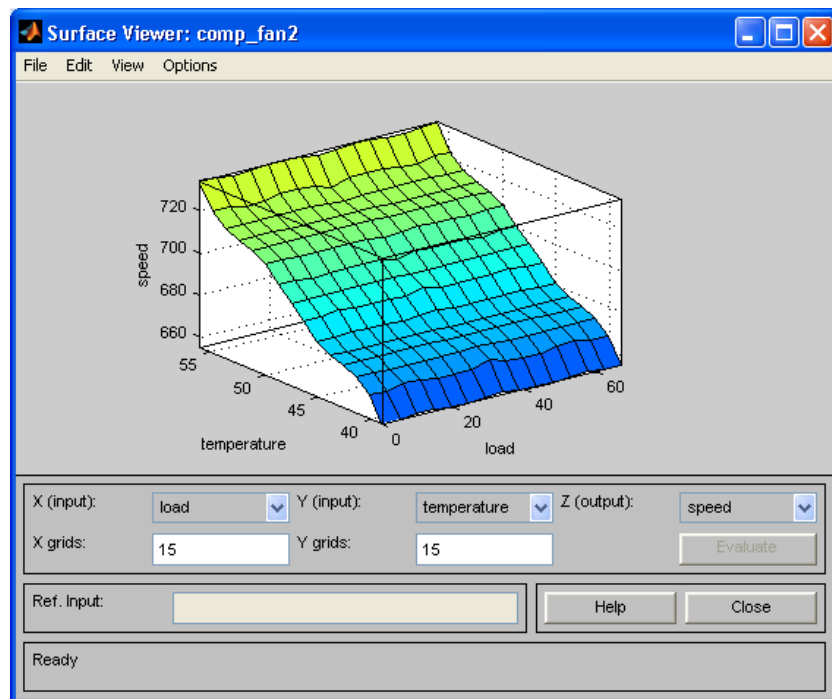 Surface Viewer: comp_fan2
File Edit View Options
720
700
680
660
speed
55
50
45
40
temperature
0
20
40
60
load
X (input): load Y (input): temperature Z (output): speed
X grids: 15 Y grids: 15 Evaluate
Ref. Input: Help Close
Ready